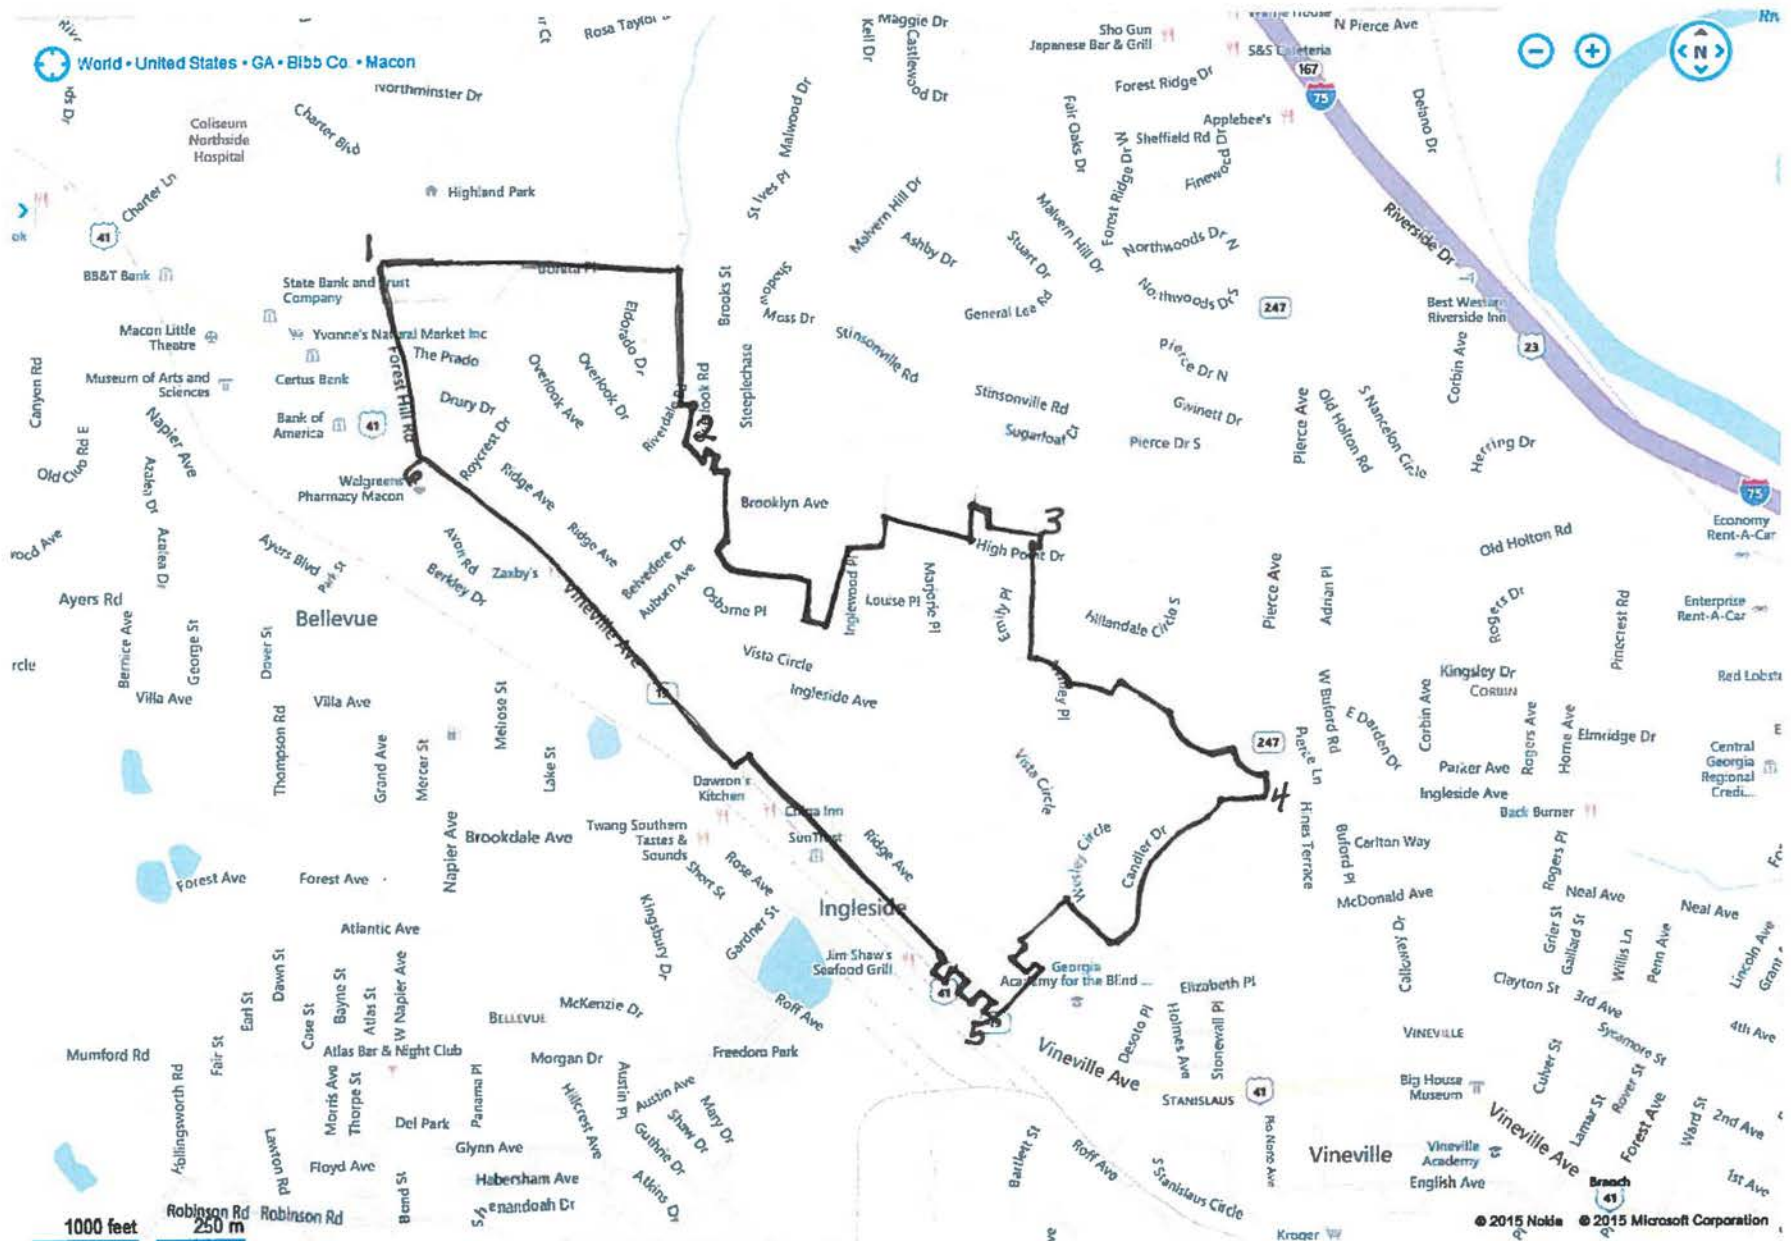 Maggie Dr
Rosa Taylor
Kell Dr
Castlewood Dr
Sho Gun
Japanese Bar & Grill
N Pierce Ave
S&S Cafeteria
World • United States • GA • Bibb Co. • Macon
N
167
75
Northminster Dr
Forest Ridge Dr
Malwood Dr
Fair Oaks Dr
Delano Dr
Charter Blvd
Coliseum
Northside
Hospital
Applebee's
Sheffield Rd
Finewood Dr
Forest Ridge Dr W
Charter Ln
Highland Park
St Ives Pl
Malvern Hill Dr
Malvern Hill Dr
Ashby Dr
Stuart Dr
Northwoods Dr N
Riverside Dr
41
1
BB&T Bank
State Bank and Trust
Company
Bonita Pl
Brooks St
Shadow
Moss Dr
General Lee Rd
Northwoods Dr S
247
Best Western
Riverside Inn
Macon Little
Theatre
Yvonne's Natural Market Inc
Eldorado Dr
Stinsonville Rd
Pierce Dr N
23
Corbin Ave
Canyon Rd
Museum of Arts and
Sciences
Certus Bank
Forest Hill Rd
The Prado
Overlook Ave
Overlook Dr
Steeplechase
Drury Dr
Stinsonville Rd
Gwinett Dr
Pierce Ave
Old Holton Rd
S Nancelon Circle
Napier Ave
Bank of
America
41
Roycrest Dr
2
Sugarloaf Ct
Pierce Dr S
Herring Dr
Old Club Rd E
Azalea Dr
Walgreens
Pharmacy Macon
6
Ridge Ave
Brooklyn Ave
75
3
Economy
Rent-A-Car
Azalea Dr
Ayers Blvd
Park St
Avon Rd
Berkley Dr
Zaxby's
Ridge Ave
Belvedere Dr
Auburn Ave
Osborne Pl
Inglewood Pl
High Point Dr
Old Holton Rd
Ayers Rd
Bellevue
Vineville Ave
Louise Pl
Marjorie Pl
Emily Pl
Hillandale Circle S
Pierce Ave
Adrian Pl
Rogers Dr
Pinecrest Rd
Enterprise
Rent-A-Car
Bernice Ave
George St
Dover St
Vista Circle
Kingsley Dr
CORBIN
Villa Ave
Villa Ave
Melrose St
19
Ingleside Ave
W Buford Rd
E Darden Dr
Corbin Ave
Rogers Ave
Horne Ave
Elmridge Dr
Thompson Rd
Grand Ave
Mercer St
Lake St
Vista Circle
247
Pierce Ln
Parker Ave
Central
Georgia
Regional
Credi...
Dawson's
Kitchen
China Inn
4
Ingleside Ave
Back Burner
Napier Ave
Brookdale Ave
Twang Southern
Tastes &
Sounds
SunTrust
Ridge Ave
Candler Dr
Hines Terrace
Buford Pl
Carlton Way
Rogers Pl
Forest Ave
Forest Ave
Short St
Rose Ave
Ingleside
McDonald Ave
Neal Ave
Neal Ave
Atlantic Ave
Kingsbury Dr
Gardner St
Jim Shaw's
Seafood Grill
Georgia
Academy for the Blind ...
Elizabeth Pl
Calloway Dr
Grier St
Gaillard St
Willis Ln
Penn Ave
Lincoln Ave
Grant
Clayton St
3rd Ave
4th Ave
Dawn St
Earl St
Case St
Bayne St
Atlas St
W Napier Ave
BELLEVUE
McKenzie Dr
Roff Ave
41
5
Desoto Pl
Holmes Ave
Stonewall Pl
VINEVILLE
Sycamore St
Mumford Rd
Fair St
Atlas Bar & Night Club
Morgan Dr
Freedom Park
Vineville Ave
STANISLAUS
41
Big House
Museum
Culver St
Hollingsworth Rd
Morris Ave
Thorpe St
Panama Pl
Del Park
Hillcrest Ave
Austin Pl
Austin Ave
Mary Dr
Shaw Dr
Guthrie Dr
Vineville Ave
Lamar St
Rover St
Forest Ave
Ward St
2nd Ave
Lawton Rd
Glynn Ave
Floyd Ave
Bartlett St
Roff Ave
Pio Nono Ave
Vineville
Vineville
Academy
English Ave
1st Ave
Bend St
Habersham Ave
Shenandoah Dr
Atkins Dr
S Stanislaus Circle
Branch
41
Robinson Rd
Robinson Rd
1000 feet
250 m
Kroger
© 2015 Nokia © 2015 Microsoft Corporation